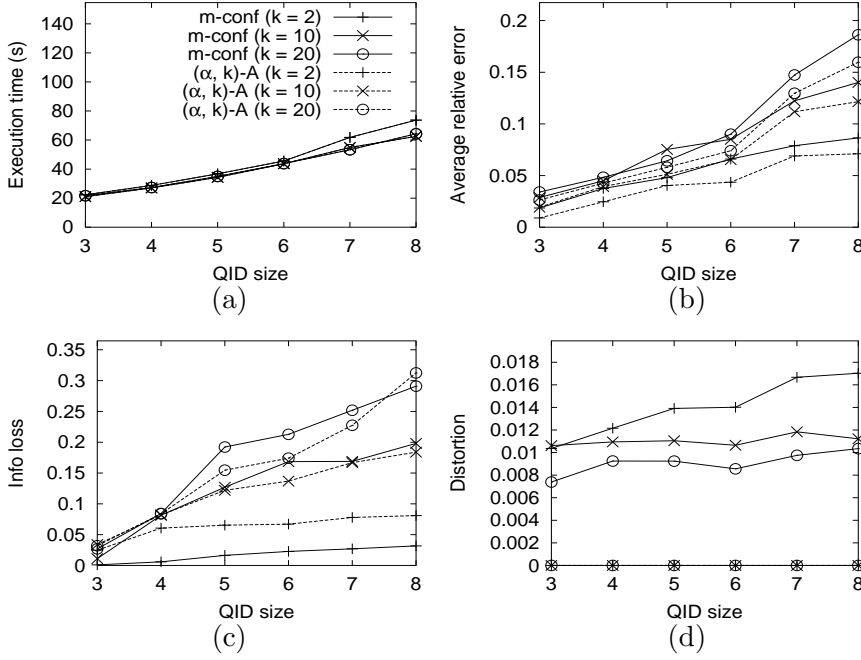 Execution time (s)
140
120
100
80
60
40
20
0
m-conf (k = 2)
m-conf (k = 10)
m-conf (k = 20)
(α, k)-A (k = 2)
(α, k)-A (k = 10)
(α, k)-A (k = 20)
3 4 5 6 7 8
QID size
(a)
Average relative error
0.2
0.15
0.1
0.05
0
3 4 5 6 7 8
QID size
(b)
Info loss
0.35
0.3
0.25
0.2
0.15
0.1
0.05
0
3 4 5 6 7 8
QID size
(c)
Distortion
0.018
0.016
0.014
0.012
0.01
0.008
0.006
0.004
0.002
0
3 4 5 6 7 8
QID size
(d)